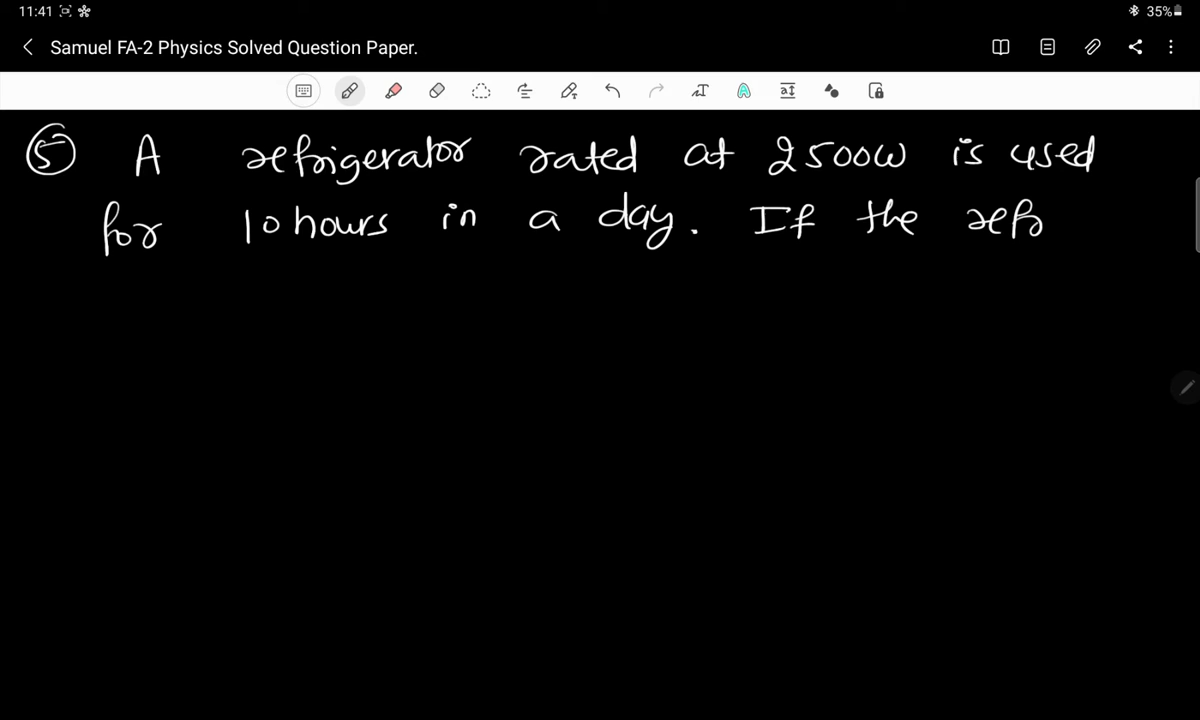 11:41
35%
Samuel FA-2 Physics Solved Question Paper.
5 A refrigerator rated at 2500W is used
for 10 hours in a day. If the refr